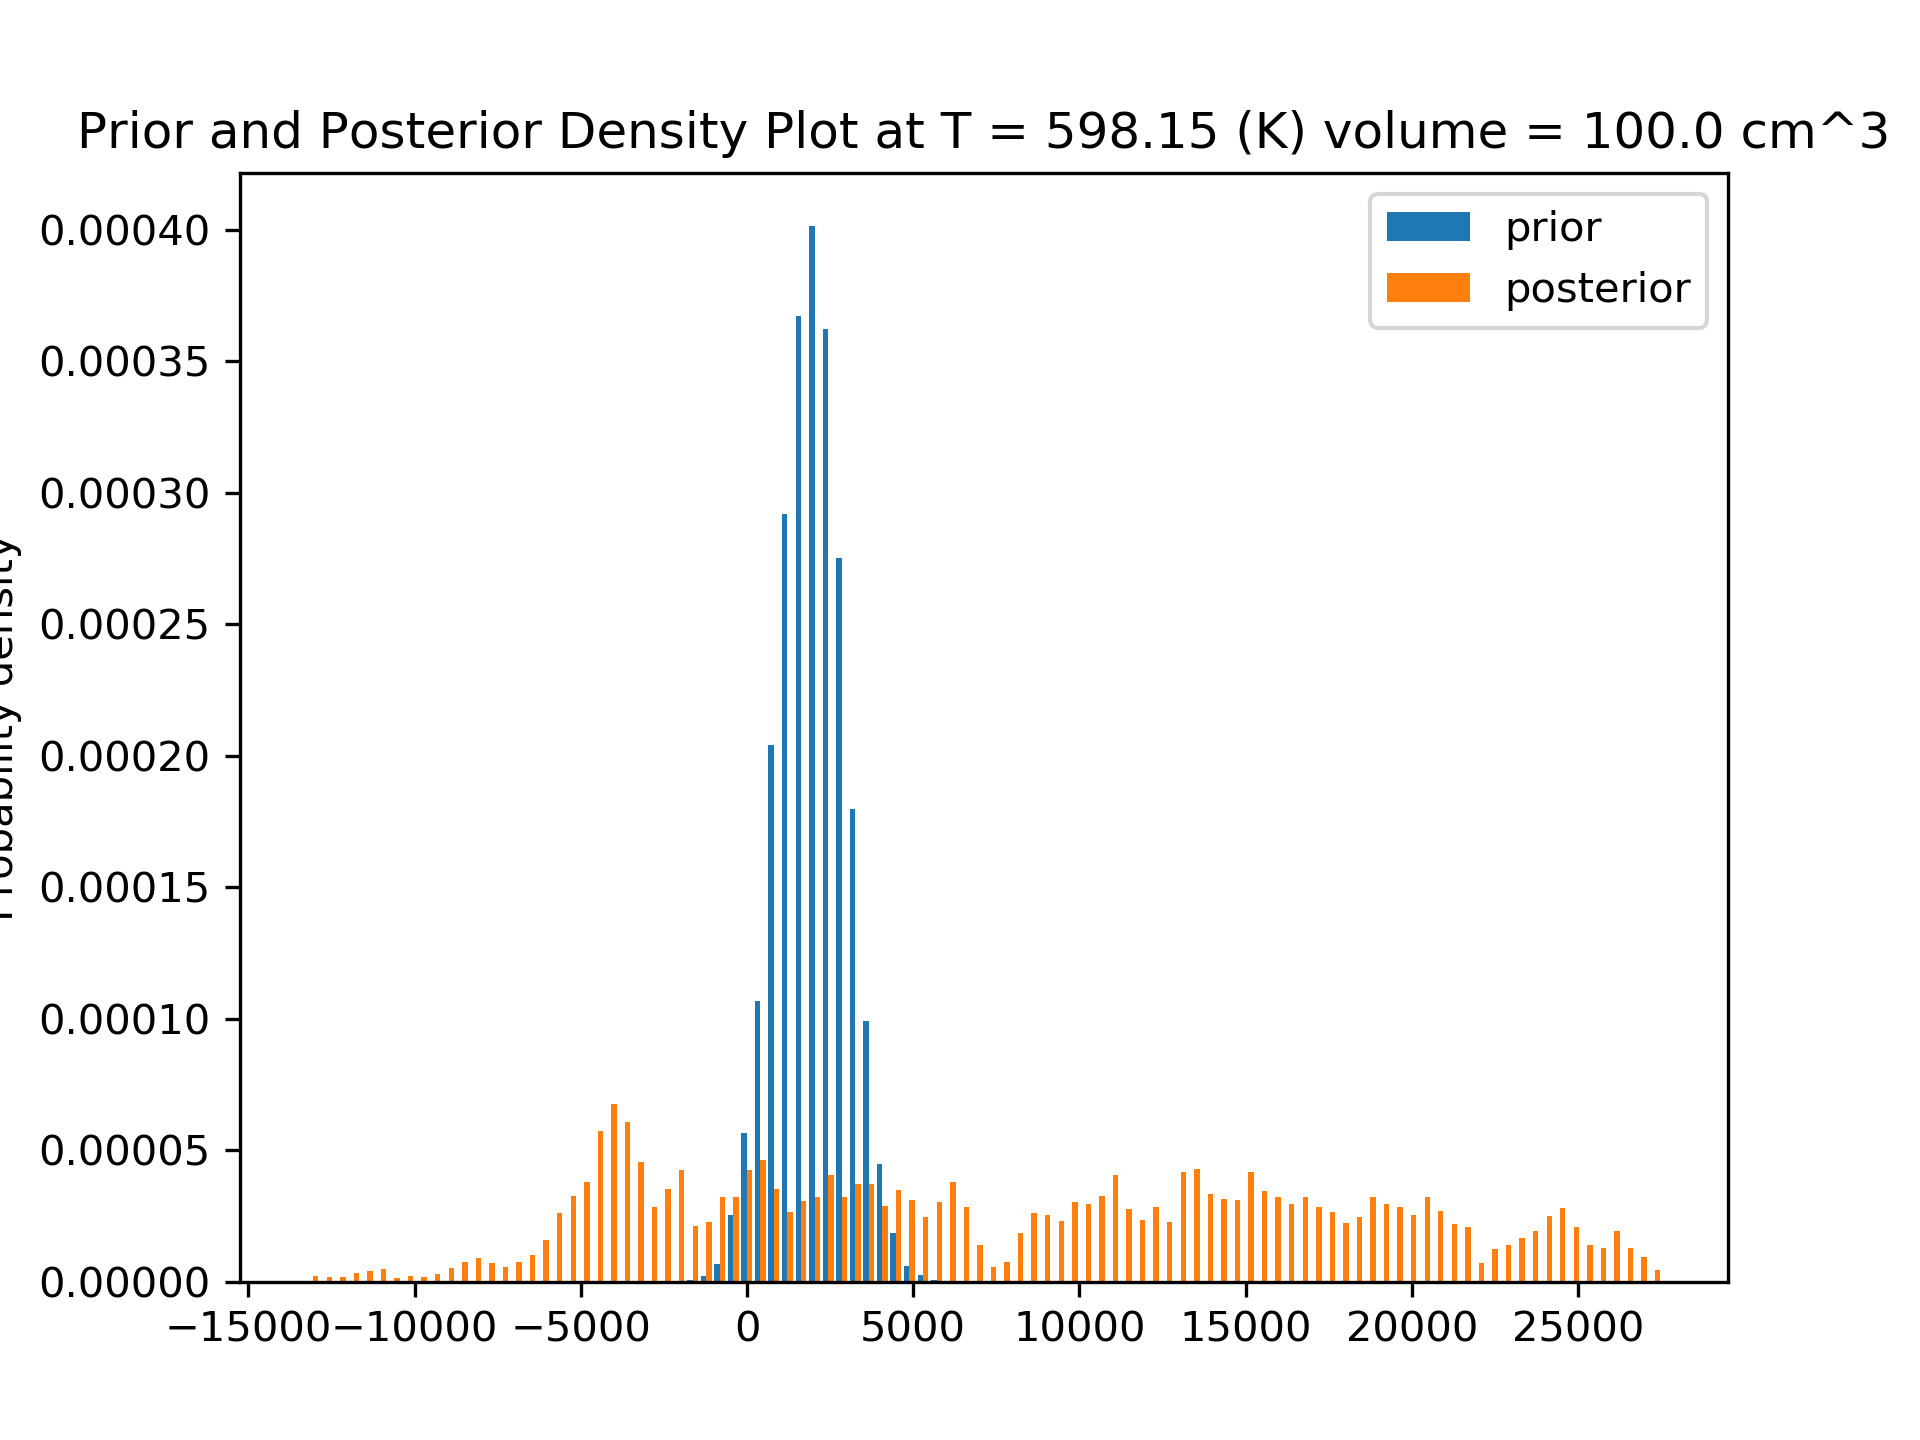 Prior and Posterior Density Plot at T = 598.15 (K) volume = 100.0 cm^3
prior
posterior
0.00040
0.00035
0.00030
0.00025
0.00020
0.00015
0.00010
0.00005
0.00000
Probability density
−15000 −10000 −5000 0 5000 10000 15000 20000 25000